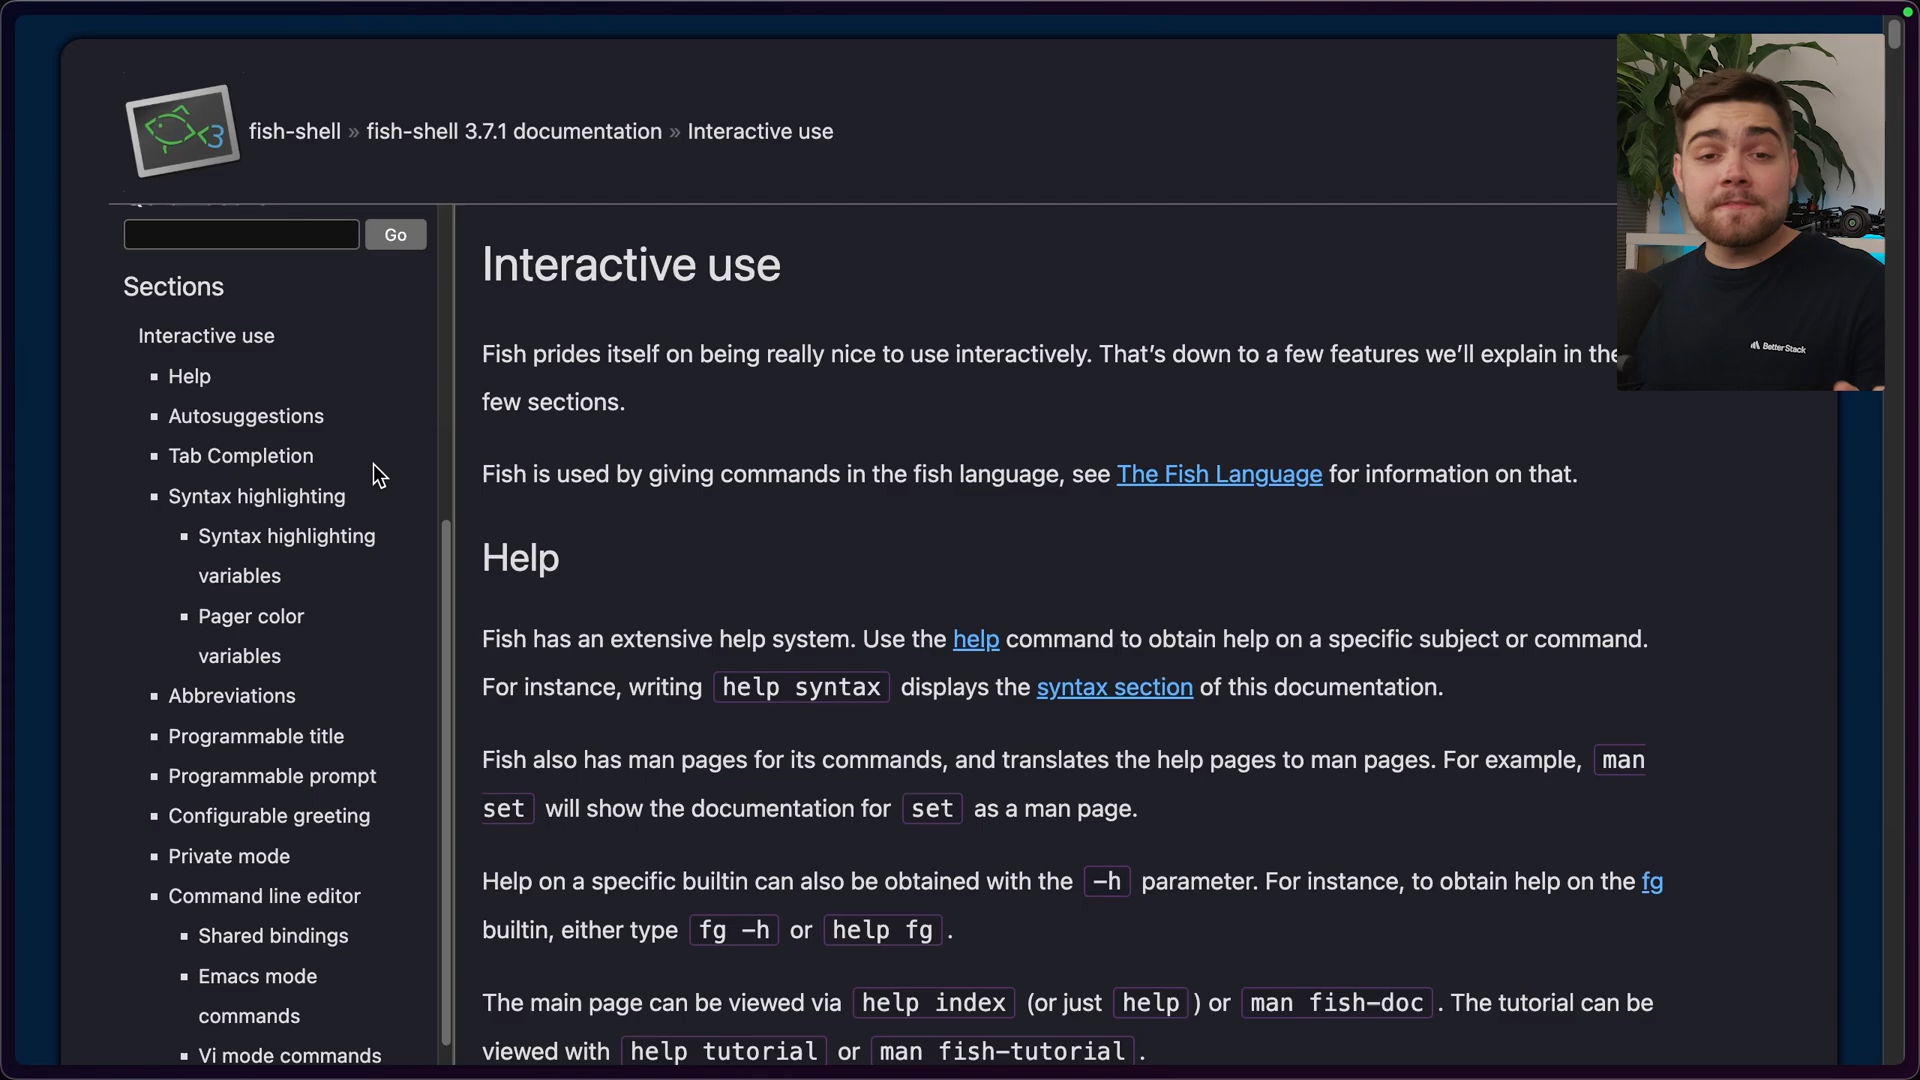 fish-shell » fish-shell 3.7.1 documentation » Interactive use
Go
Sections
Interactive use
Help
Autosuggestions
Tab Completion
Syntax highlighting
Syntax highlighting
variables
Pager color
variables
Abbreviations
Programmable title
Programmable prompt
Configurable greeting
Private mode
Command line editor
Shared bindings
Emacs mode
commands
Vi mode commands
Interactive use
Fish prides itself on being really nice to use interactively. That’s down to a few features we’ll explain in the
few sections.
Fish is used by giving commands in the fish language, see The Fish Language for information on that.
Help
Fish has an extensive help system. Use the help command to obtain help on a specific subject or command.
For instance, writing help syntax displays the syntax section of this documentation.
Fish also has man pages for its commands, and translates the help pages to man pages. For example, man
set will show the documentation for set as a man page.
Help on a specific builtin can also be obtained with the -h parameter. For instance, to obtain help on the fg
builtin, either type fg -h or help fg .
The main page can be viewed via help index (or just help ) or man fish-doc . The tutorial can be
viewed with help tutorial or man fish-tutorial .
Better Stack